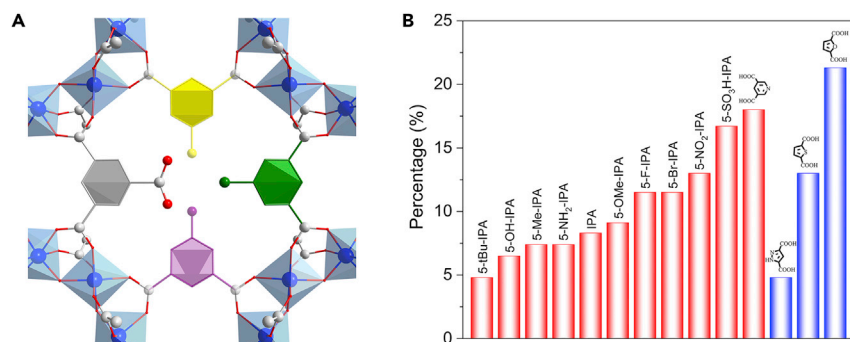 A
B
Percentage (%)
25
20
15
10
5
0
5-tBu-IPA
5-OH-IPA
5-Me-IPA
5-NH₂-IPA
IPA
5-OMe-IPA
5-F-IPA
5-Br-IPA
5-NO₂-IPA
5-SO₃H-IPA
HOOC
HOOC
N
COOH
COOH
COOH
COOH
COOH
COOH